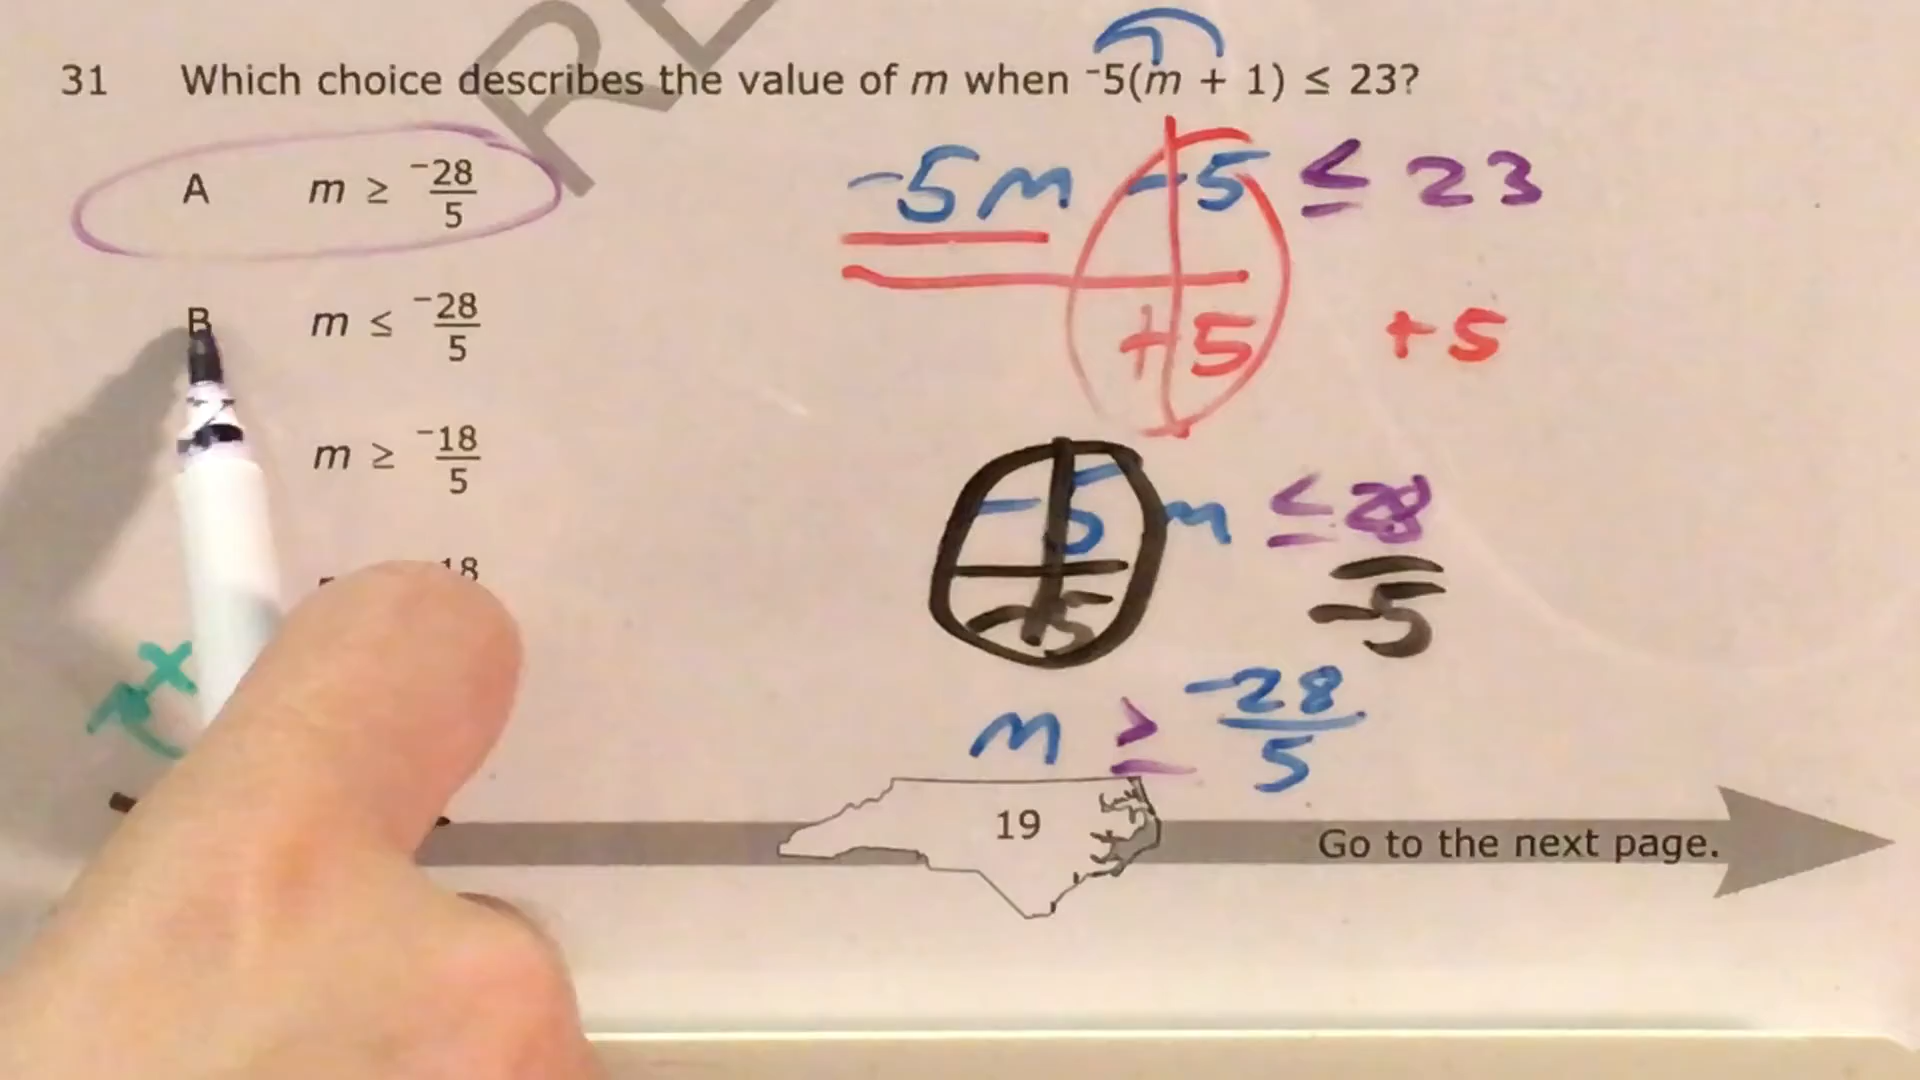 31 Which choice describes the value of m when ⁻5(m + 1) ≤ 23?
A m ≥ ⁻28/5
B m ≤ ⁻28/5
m ≥ ⁻18/5
18
-5m -5 ≤ 23
+5 +5
-5m ≤ 28
-5 -5
m ≥ -28/5
x
19
Go to the next page.